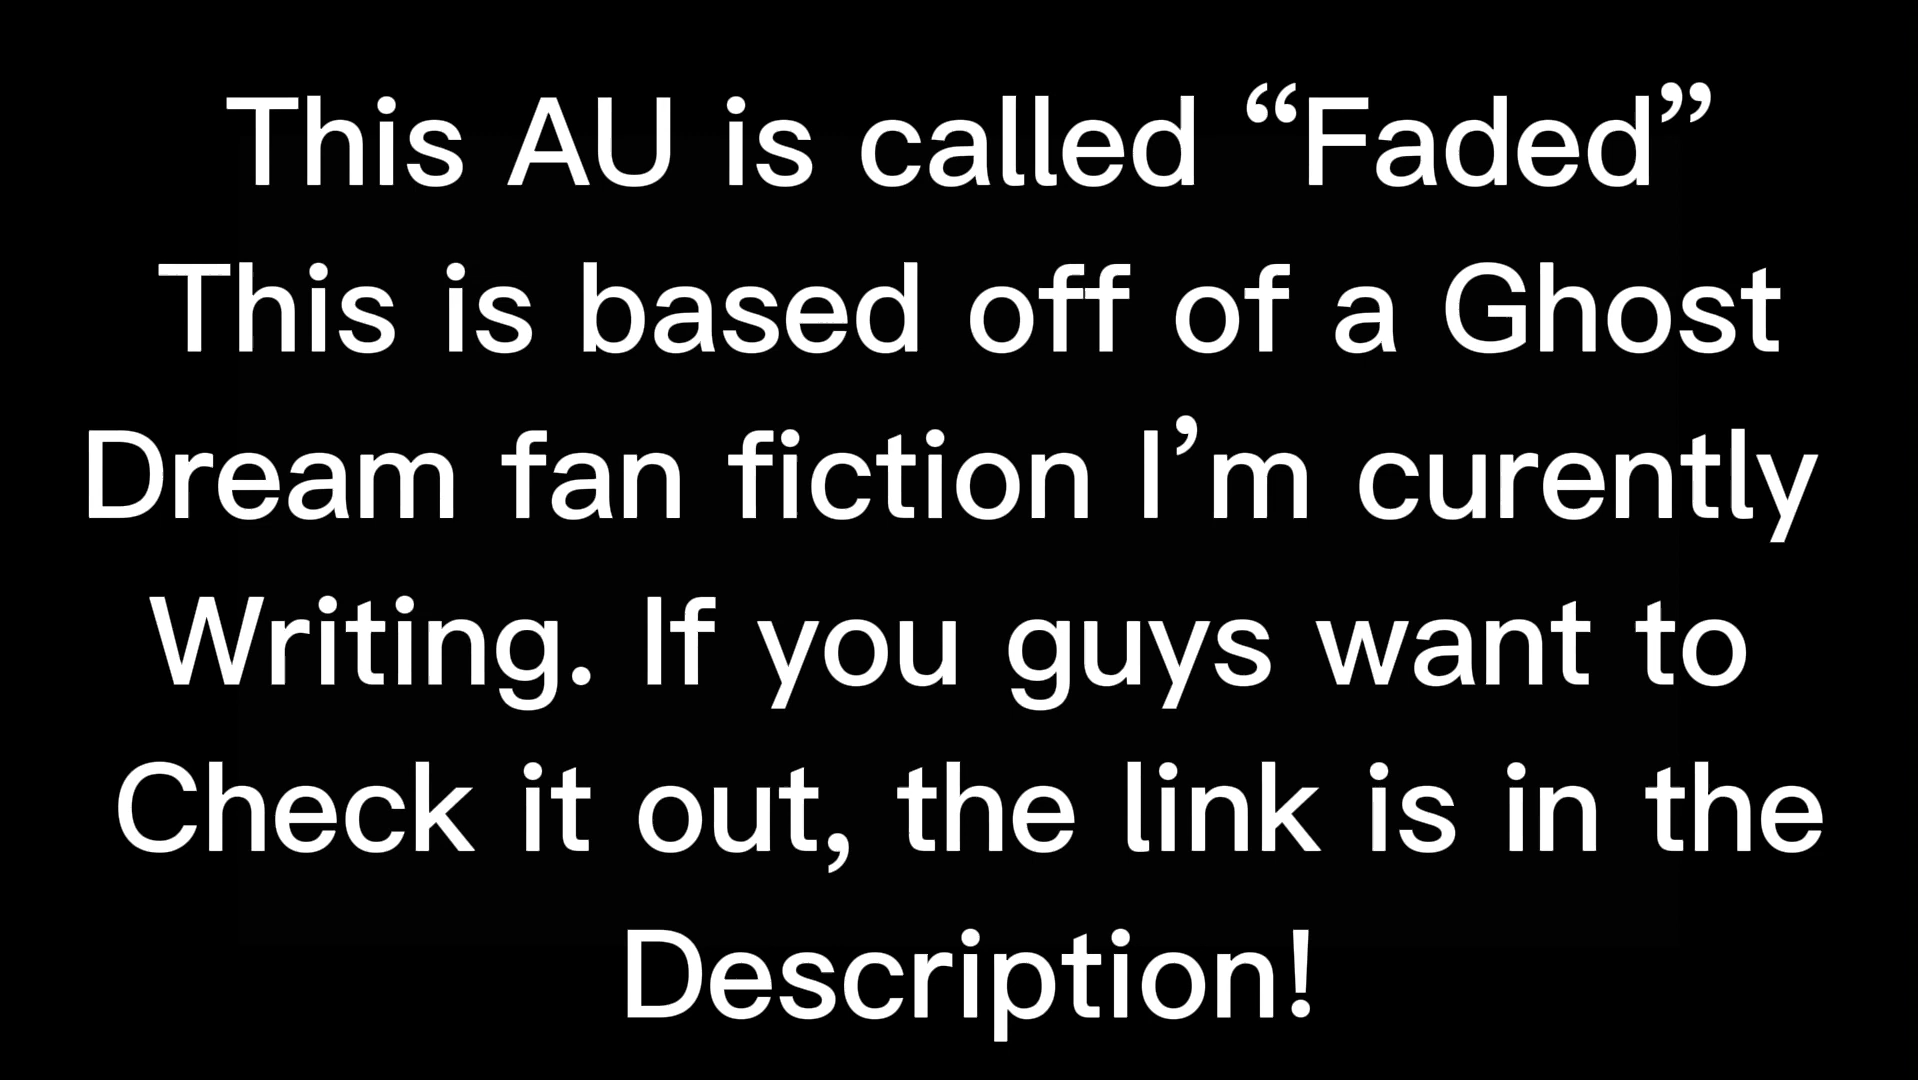 This AU is called “Faded”
This is based off of a Ghost
Dream fan fiction I’m curently
Writing. If you guys want to
Check it out, the link is in the
Description!